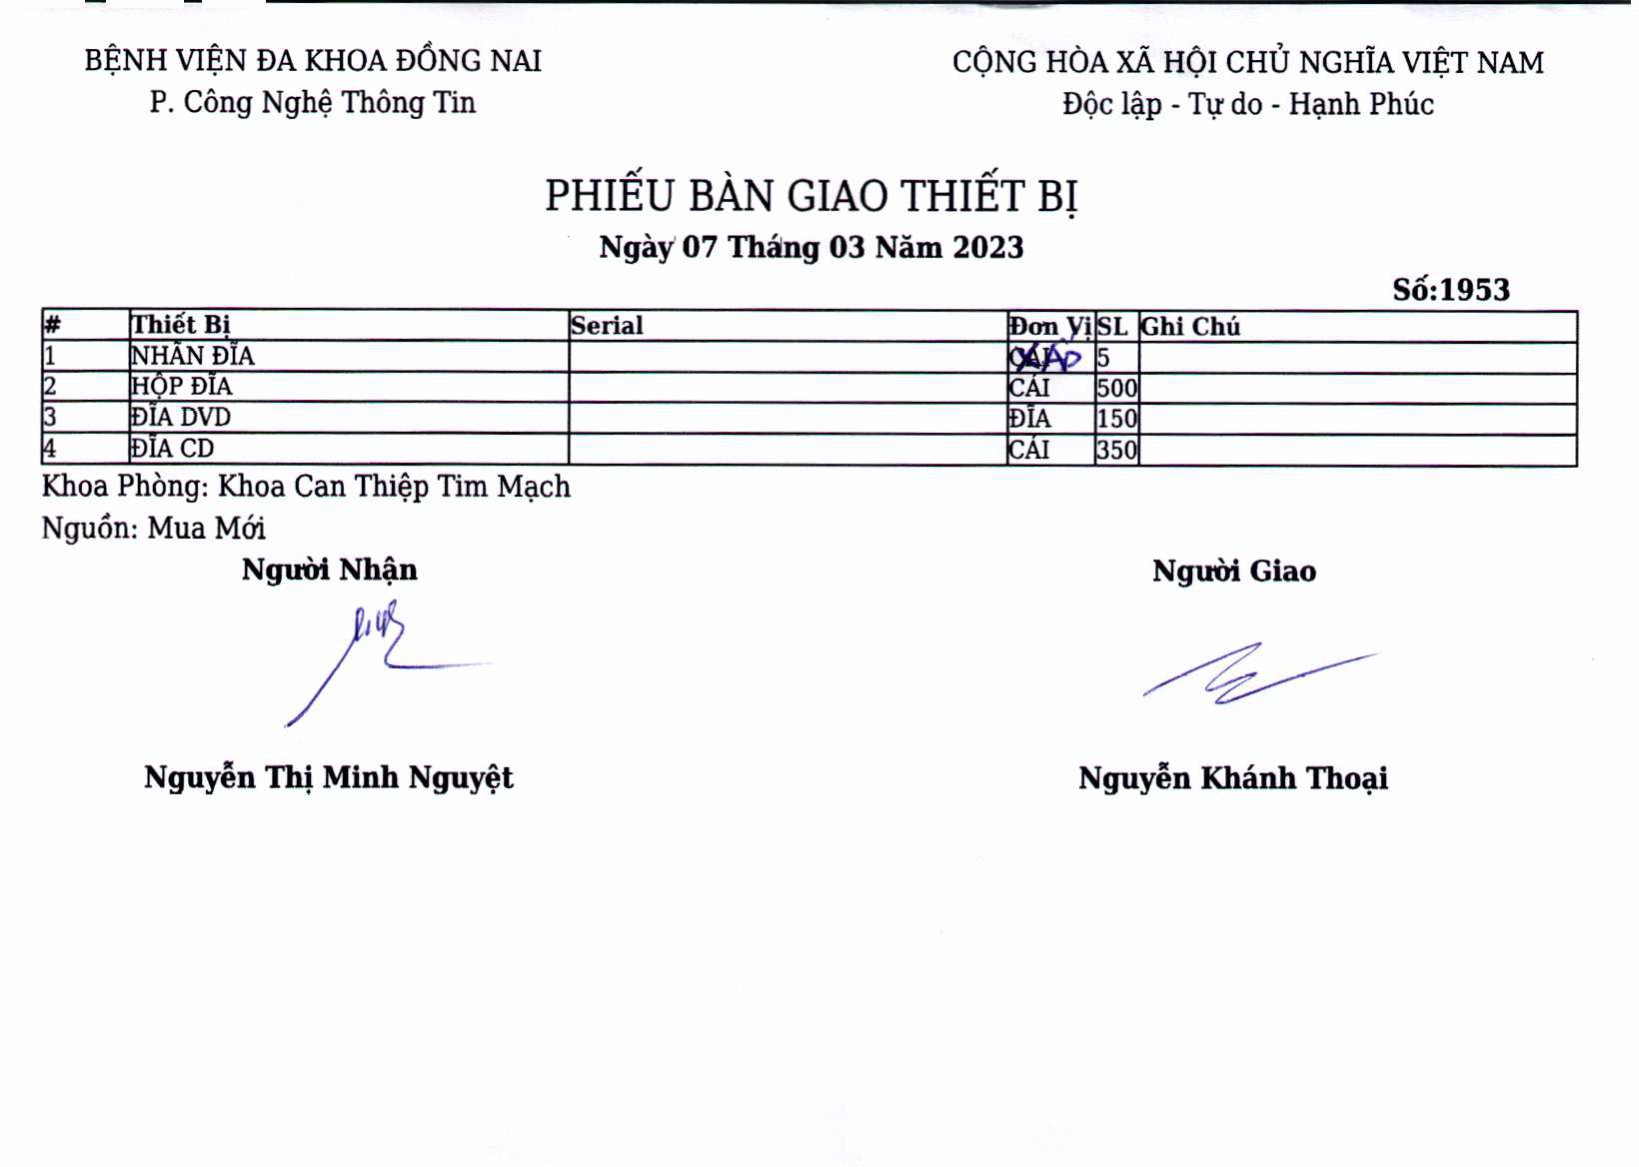 BỆNH VIỆN ĐA KHOA ĐỒNG NAI
P. Công Nghệ Thông Tin
CỘNG HÒA XÃ HỘI CHỦ NGHĨA VIỆT NAM
Độc lập - Tự do - Hạnh Phúc
PHIẾU BÀN GIAO THIẾT BỊ
Ngày 07 Tháng 03 Năm 2023
Số:1953
# Thiết Bị Serial Đơn Vị SL Ghi Chú
1 NHÃN ĐĨA 5
2 HỘP ĐĨA CÁI 500
3 ĐĨA DVD ĐĨA 150
4 ĐĨA CD CÁI 350
Khoa Phòng: Khoa Can Thiệp Tim Mạch
Nguồn: Mua Mới
Người Nhận Người Giao
Nguyễn Thị Minh Nguyệt Nguyễn Khánh Thoại